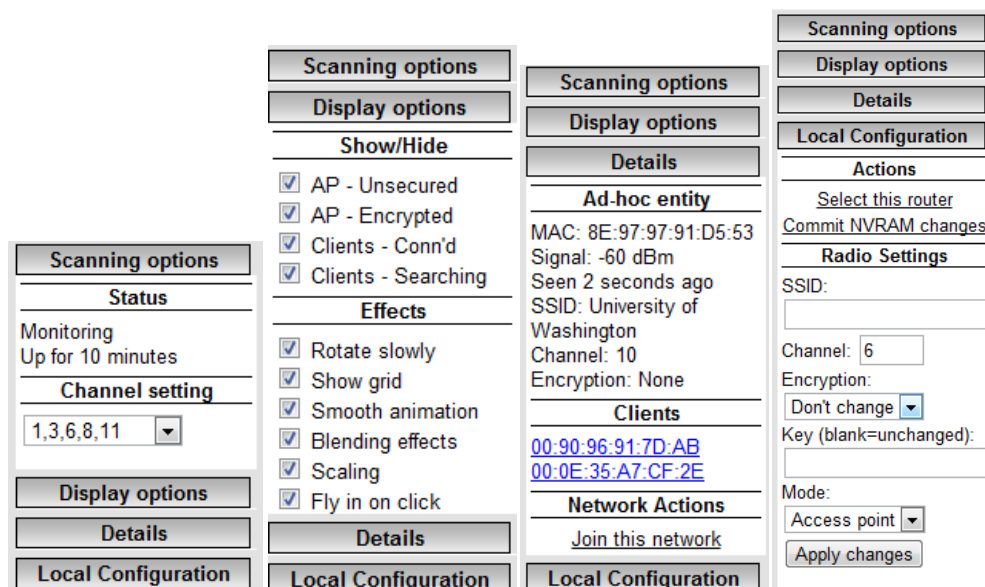 Scanning options
Status
Monitoring
Up for 10 minutes
Channel setting
1,3,6,8,11
Display options
Details
Local Configuration
Scanning options
Display options
Show/Hide
AP - Unsecured
AP - Encrypted
Clients - Conn'd
Clients - Searching
Effects
Rotate slowly
Show grid
Smooth animation
Blending effects
Scaling
Fly in on click
Details
Local Configuration
Scanning options
Display options
Details
Ad-hoc entity
MAC: 8E:97:97:91:D5:53
Signal: -60 dBm
Seen 2 seconds ago
SSID: University of
Washington
Channel: 10
Encryption: None
Clients
00:90:96:91:7D:AB
00:0E:35:A7:CF:2E
Network Actions
Join this network
Local Configuration
Scanning options
Display options
Details
Local Configuration
Actions
Select this router
Commit NVRAM changes
Radio Settings
SSID:
Channel: 6
Encryption:
Don't change
Key (blank=unchanged):
Mode:
Access point
Apply changes